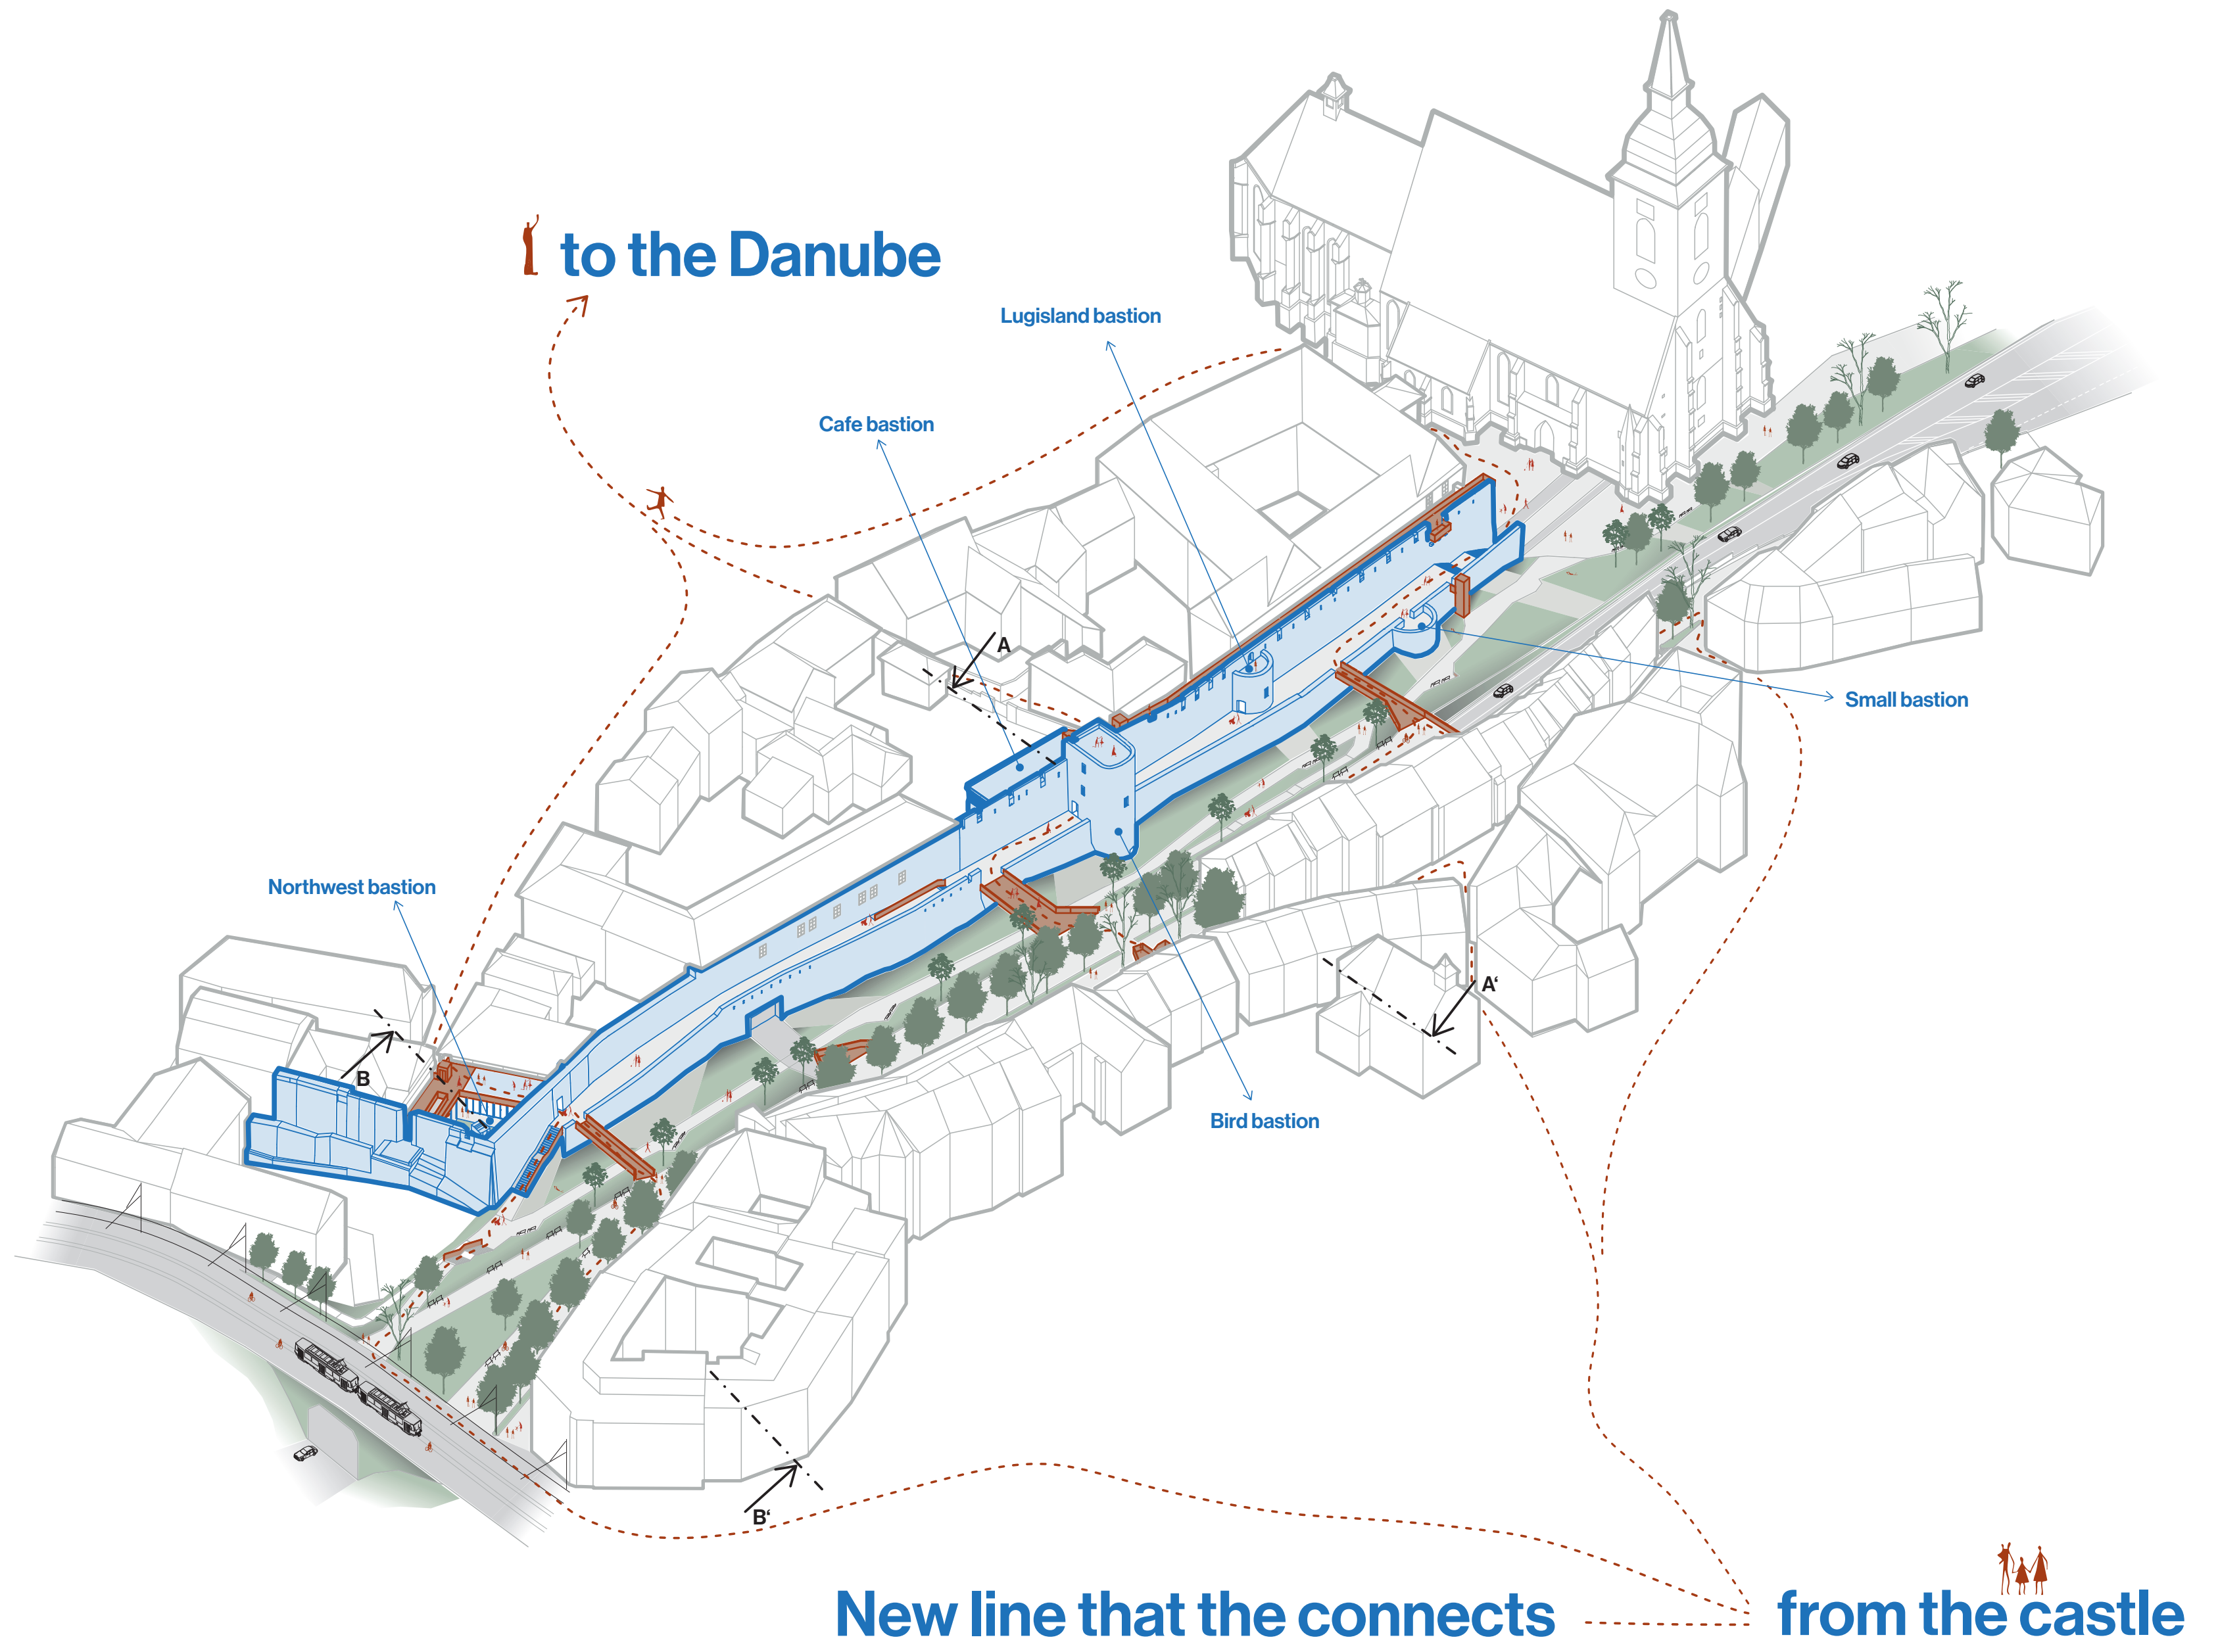 to the Danube
Lugisland bastion
Cafe bastion
A
Small bastion
Northwest bastion
A‘
B
Bird bastion
B‘
New line that the connects
from the castle